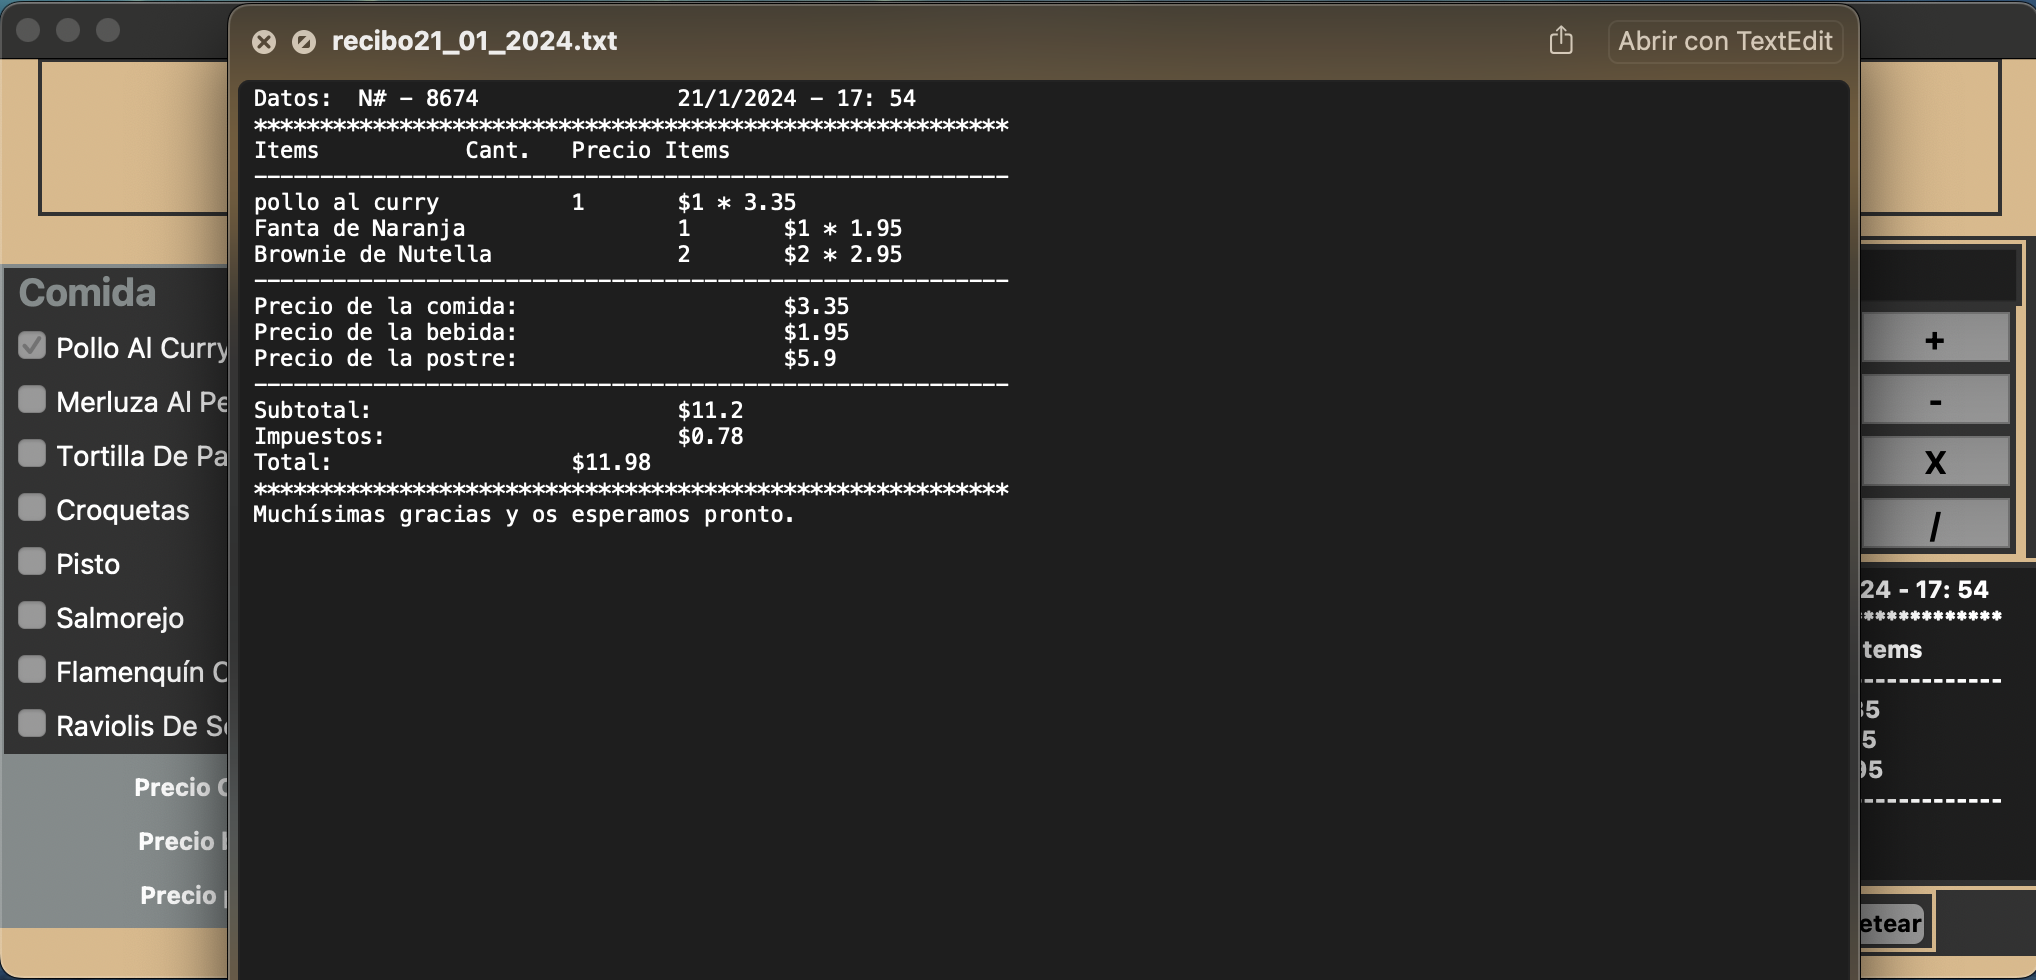 recibo21_01_2024.txt
Abrir con TextEdit
Datos: N# - 8674 21/1/2024 - 17: 54
*********************************************************
Items Cant. Precio Items
---------------------------------------------------------
pollo al curry 1 $1 * 3.35
Fanta de Naranja 1 $1 * 1.95
Brownie de Nutella 2 $2 * 2.95
---------------------------------------------------------
Precio de la comida: $3.35
Precio de la bebida: $1.95
Precio de la postre: $5.9
---------------------------------------------------------
Subtotal: $11.2
Impuestos: $0.78
Total: $11.98
*********************************************************
Muchísimas gracias y os esperamos pronto.
Comida
Pollo Al Curry
Merluza Al
Tortilla De
Croquetas
Pisto
Salmorejo
Flamenquín
Raviolis De
Precio
Precio
Precio
+
-
X
/
24 - 17: 54
*************
tems
-------------
5
5
95
-------------
etear